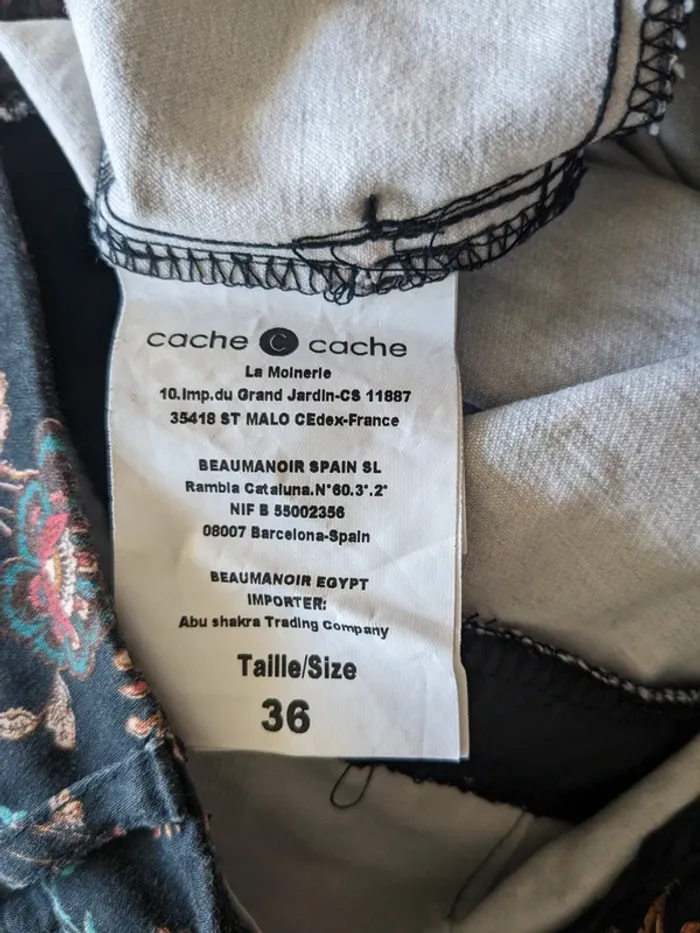 cache C cache
La Moinerie
10.Imp.du Grand Jardin-CS 11887
35418 ST MALO CEdex-France
BEAUMANOIR SPAIN SL
Rambla Cataluna.N°60.3°.2°
NIF B 55002356
08007 Barcelona-Spain
BEAUMANOIR EGYPT
IMPORTER:
Abu shakra Trading Company
Taille/Size
36